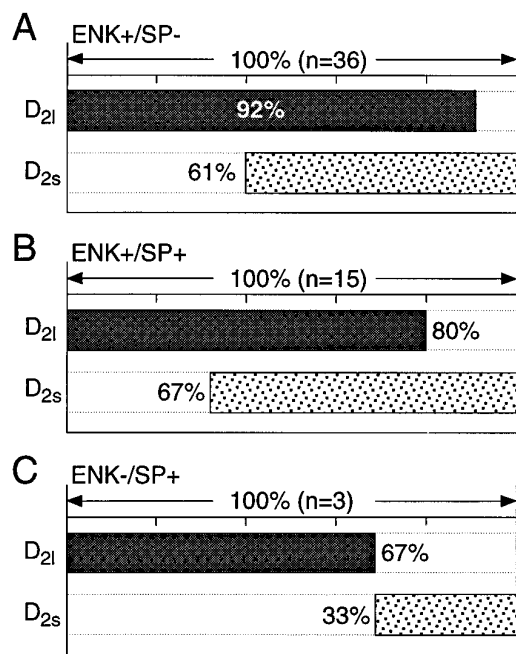 A ENK+/SP-
100% (n=36)
D2l 92%
D2s 61%
B ENK+/SP+
100% (n=15)
D2l 80%
D2s 67%
C ENK-/SP+
100% (n=3)
D2l 67%
D2s 33%